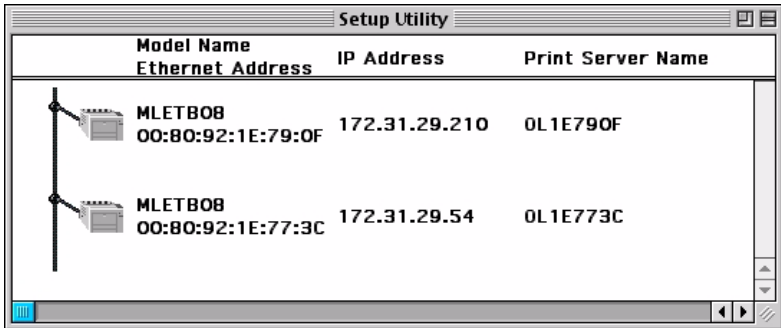 Setup Utility
Model Name
Ethernet Address
IP Address
Print Server Name
MLETB08
00:80:92:1E:79:0F
172.31.29.210
0L1E790F
MLETB08
00:80:92:1E:77:3C
172.31.29.54
0L1E773C